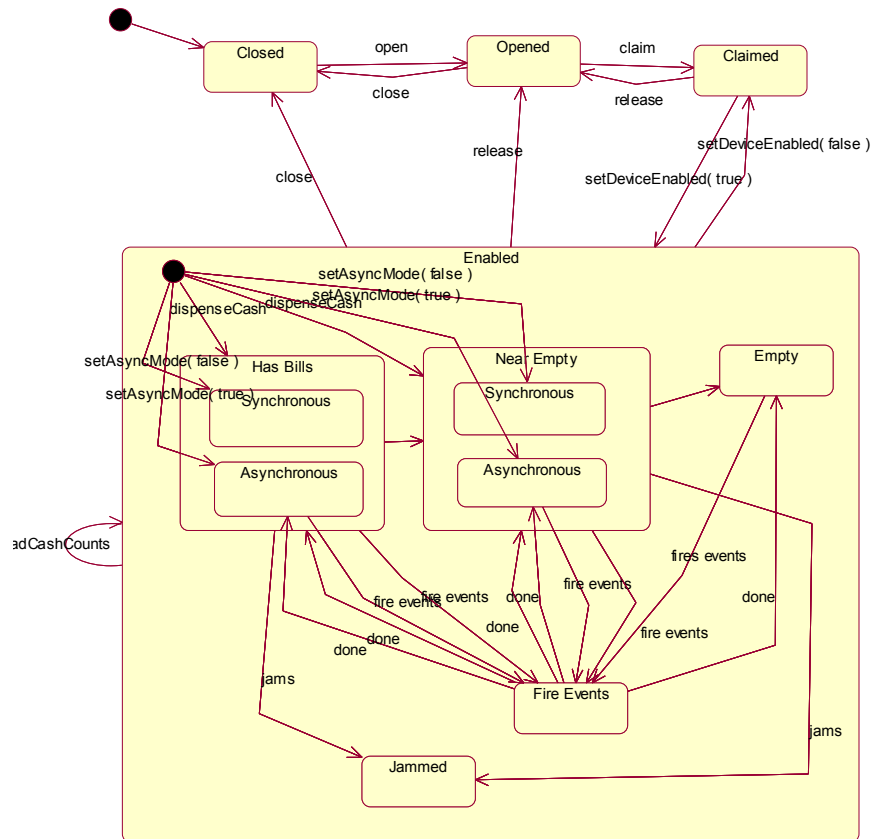 Closed
open
Opened
claim
Claimed
close
release
setDeviceEnabled( false )
release
close
setDeviceEnabled( true )
Enabled
setAsyncMode( false )
setAsyncMode( true )
dispenseCash
dispenseCash
setAsyncMode( false )
Has Bills
Near Empty
Empty
setAsyncMode( true )
Synchronous
Synchronous
Asynchronous
Asynchronous
adCashCounts
fires events
fire events
fire events
done
fire events
done
fire events
done
done
done
jams
Fire Events
jams
Jammed